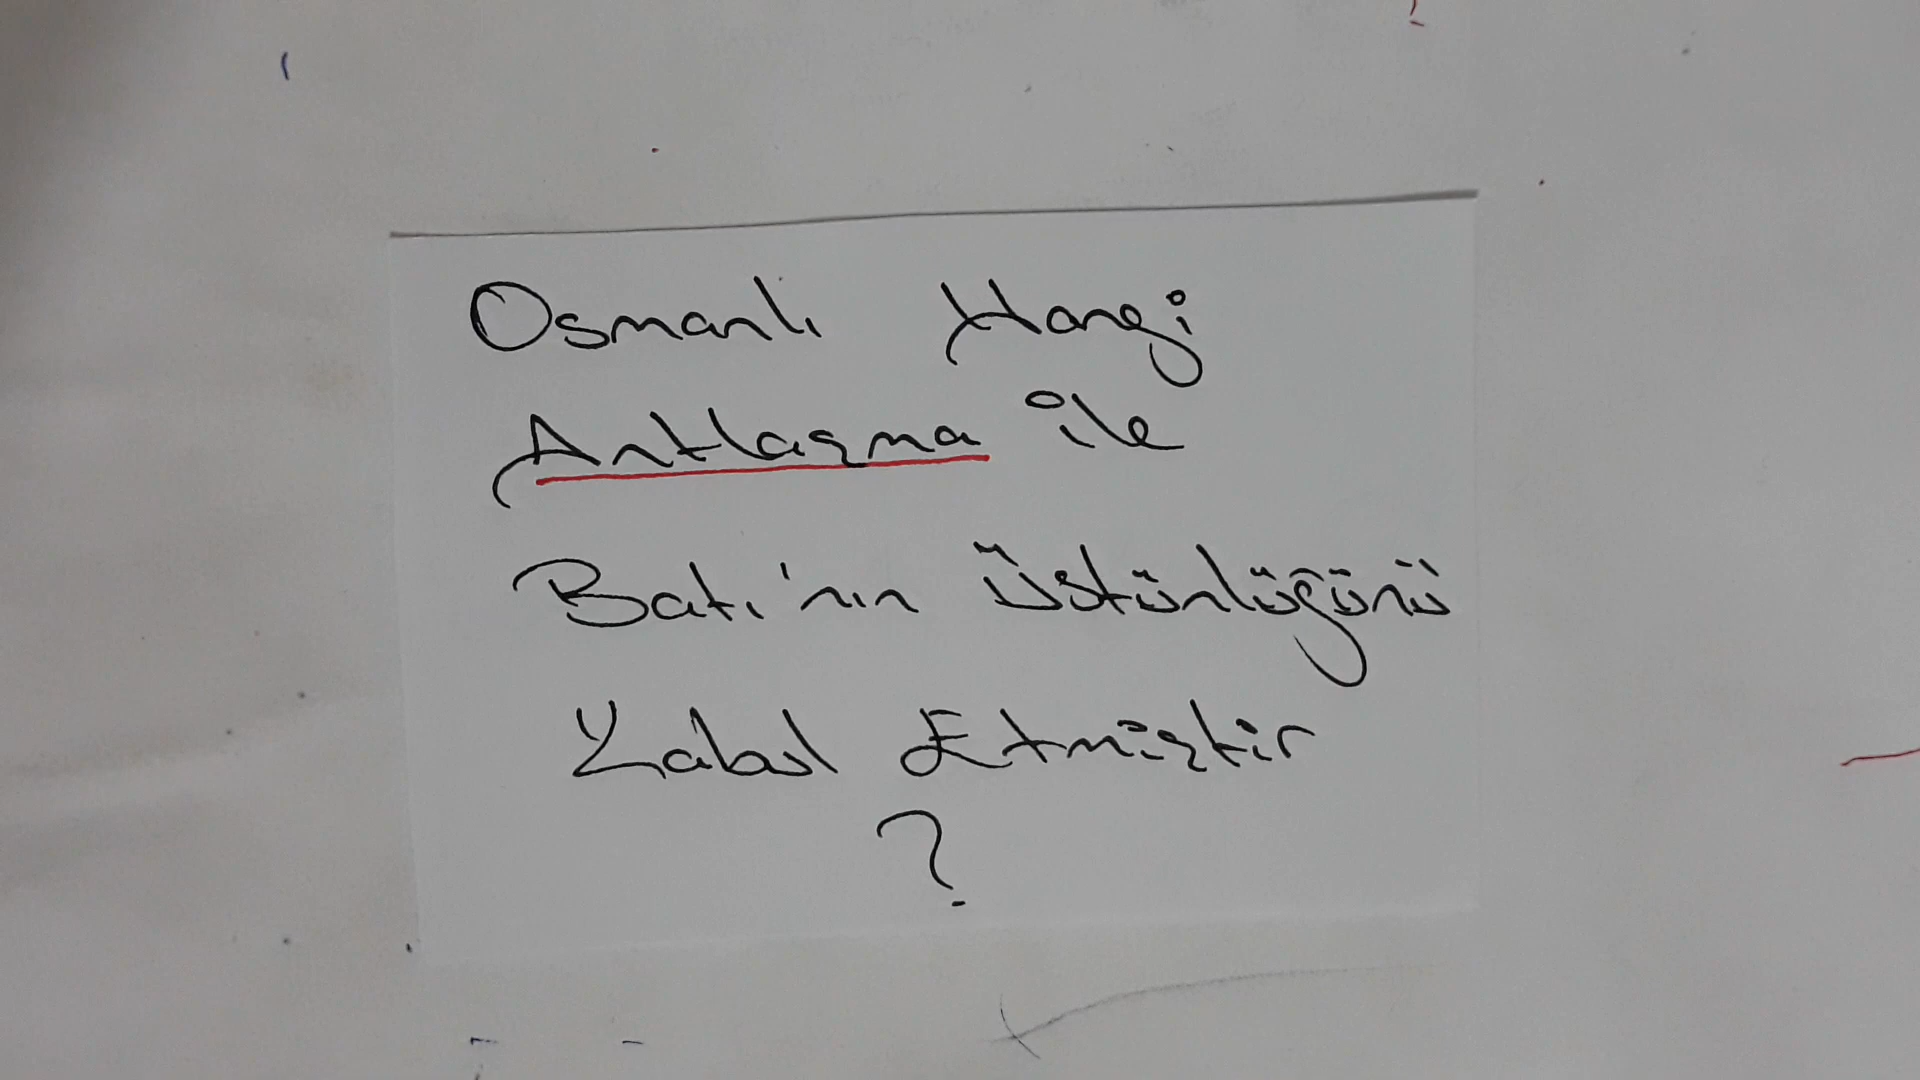 Osmanlı Hangi
Antlaşma ile
Batı'nın Üstünlüğünü
Kabul Etmiştir
?